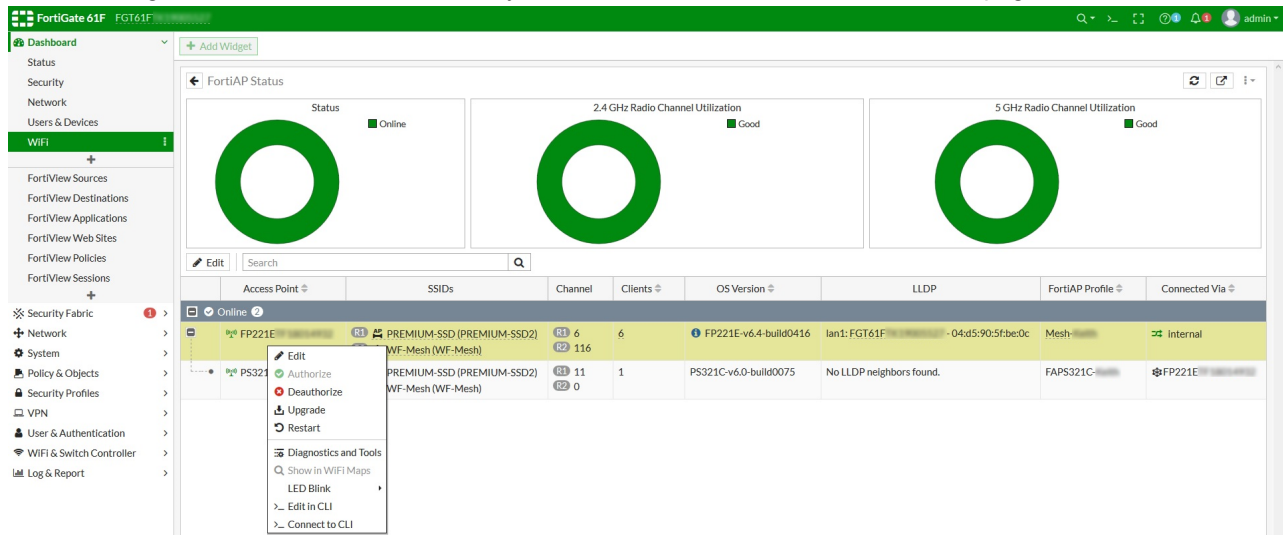 FortiGate 61F FGT61F
admin
Dashboard
Status
Security
Network
Users & Devices
WiFi
FortiView Sources
FortiView Destinations
FortiView Applications
FortiView Web Sites
FortiView Policies
FortiView Sessions
Security Fabric 1
Network
System
Policy & Objects
Security Profiles
VPN
User & Authentication
WiFi & Switch Controller
Log & Report
+ Add Widget
FortiAP Status
Status
Online
2.4 GHz Radio Channel Utilization
Good
5 GHz Radio Channel Utilization
Good
Edit Search
Access Point SSIDs Channel Clients OS Version LLDP FortiAP Profile Connected Via
Online 2
FP221E R1 PREMIUM-SSD (PREMIUM-SSD2) R1 6 6 FP221E-v6.4-build0416 lan1: FGT61F - 04:d5:90:5f:be:0c Mesh- internal
WF-Mesh (WF-Mesh) R2 116
PS321 PREMIUM-SSD (PREMIUM-SSD2) R1 11 1 PS321C-v6.0-build0075 No LLDP neighbors found. FAPS321C- FP221E
WF-Mesh (WF-Mesh) R2 0
Edit
Authorize
Deauthorize
Upgrade
Restart
Diagnostics and Tools
Show in WiFi Maps
LED Blink
>_ Edit in CLI
>_ Connect to CLI